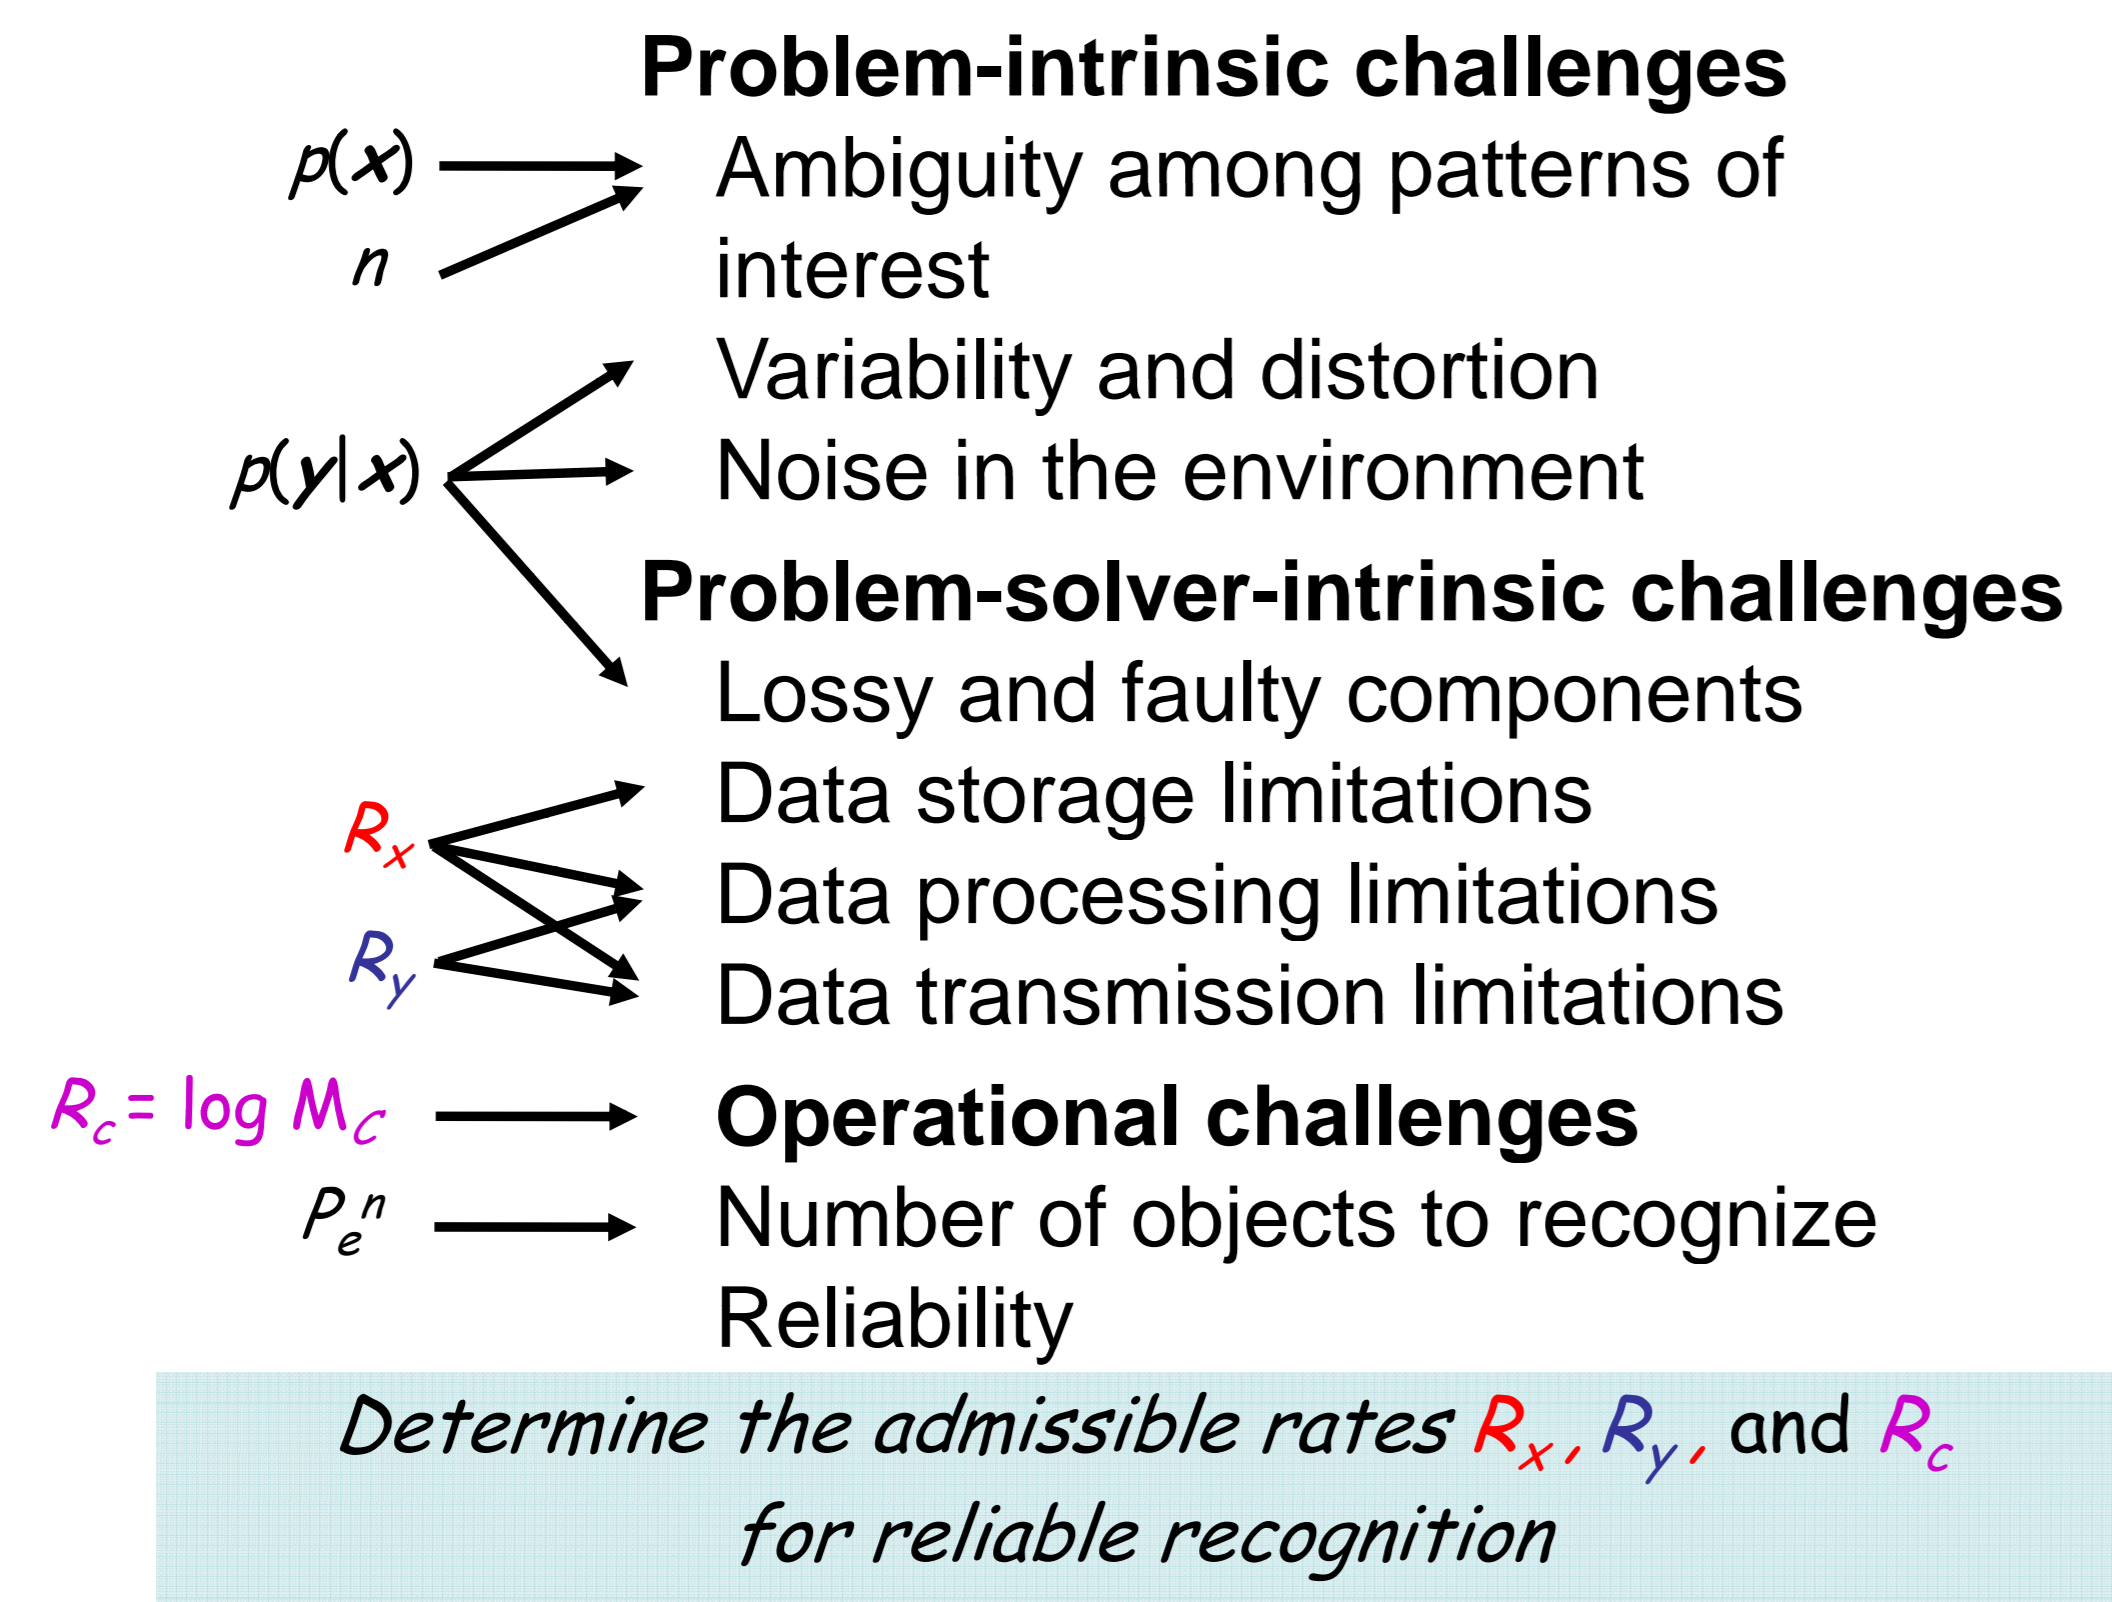 Problem-intrinsic challenges
p(x)
Ambiguity among patterns of
n
interest
Variability and distortion
p(y|x)
Noise in the environment
Problem-solver-intrinsic challenges
Lossy and faulty components
Data storage limitations
Rx
Data processing limitations
Ry
Data transmission limitations
Rc = log MC
Operational challenges
Pe^n
Number of objects to recognize
Reliability
Determine the admissible rates Rx, Ry, and Rc
for reliable recognition